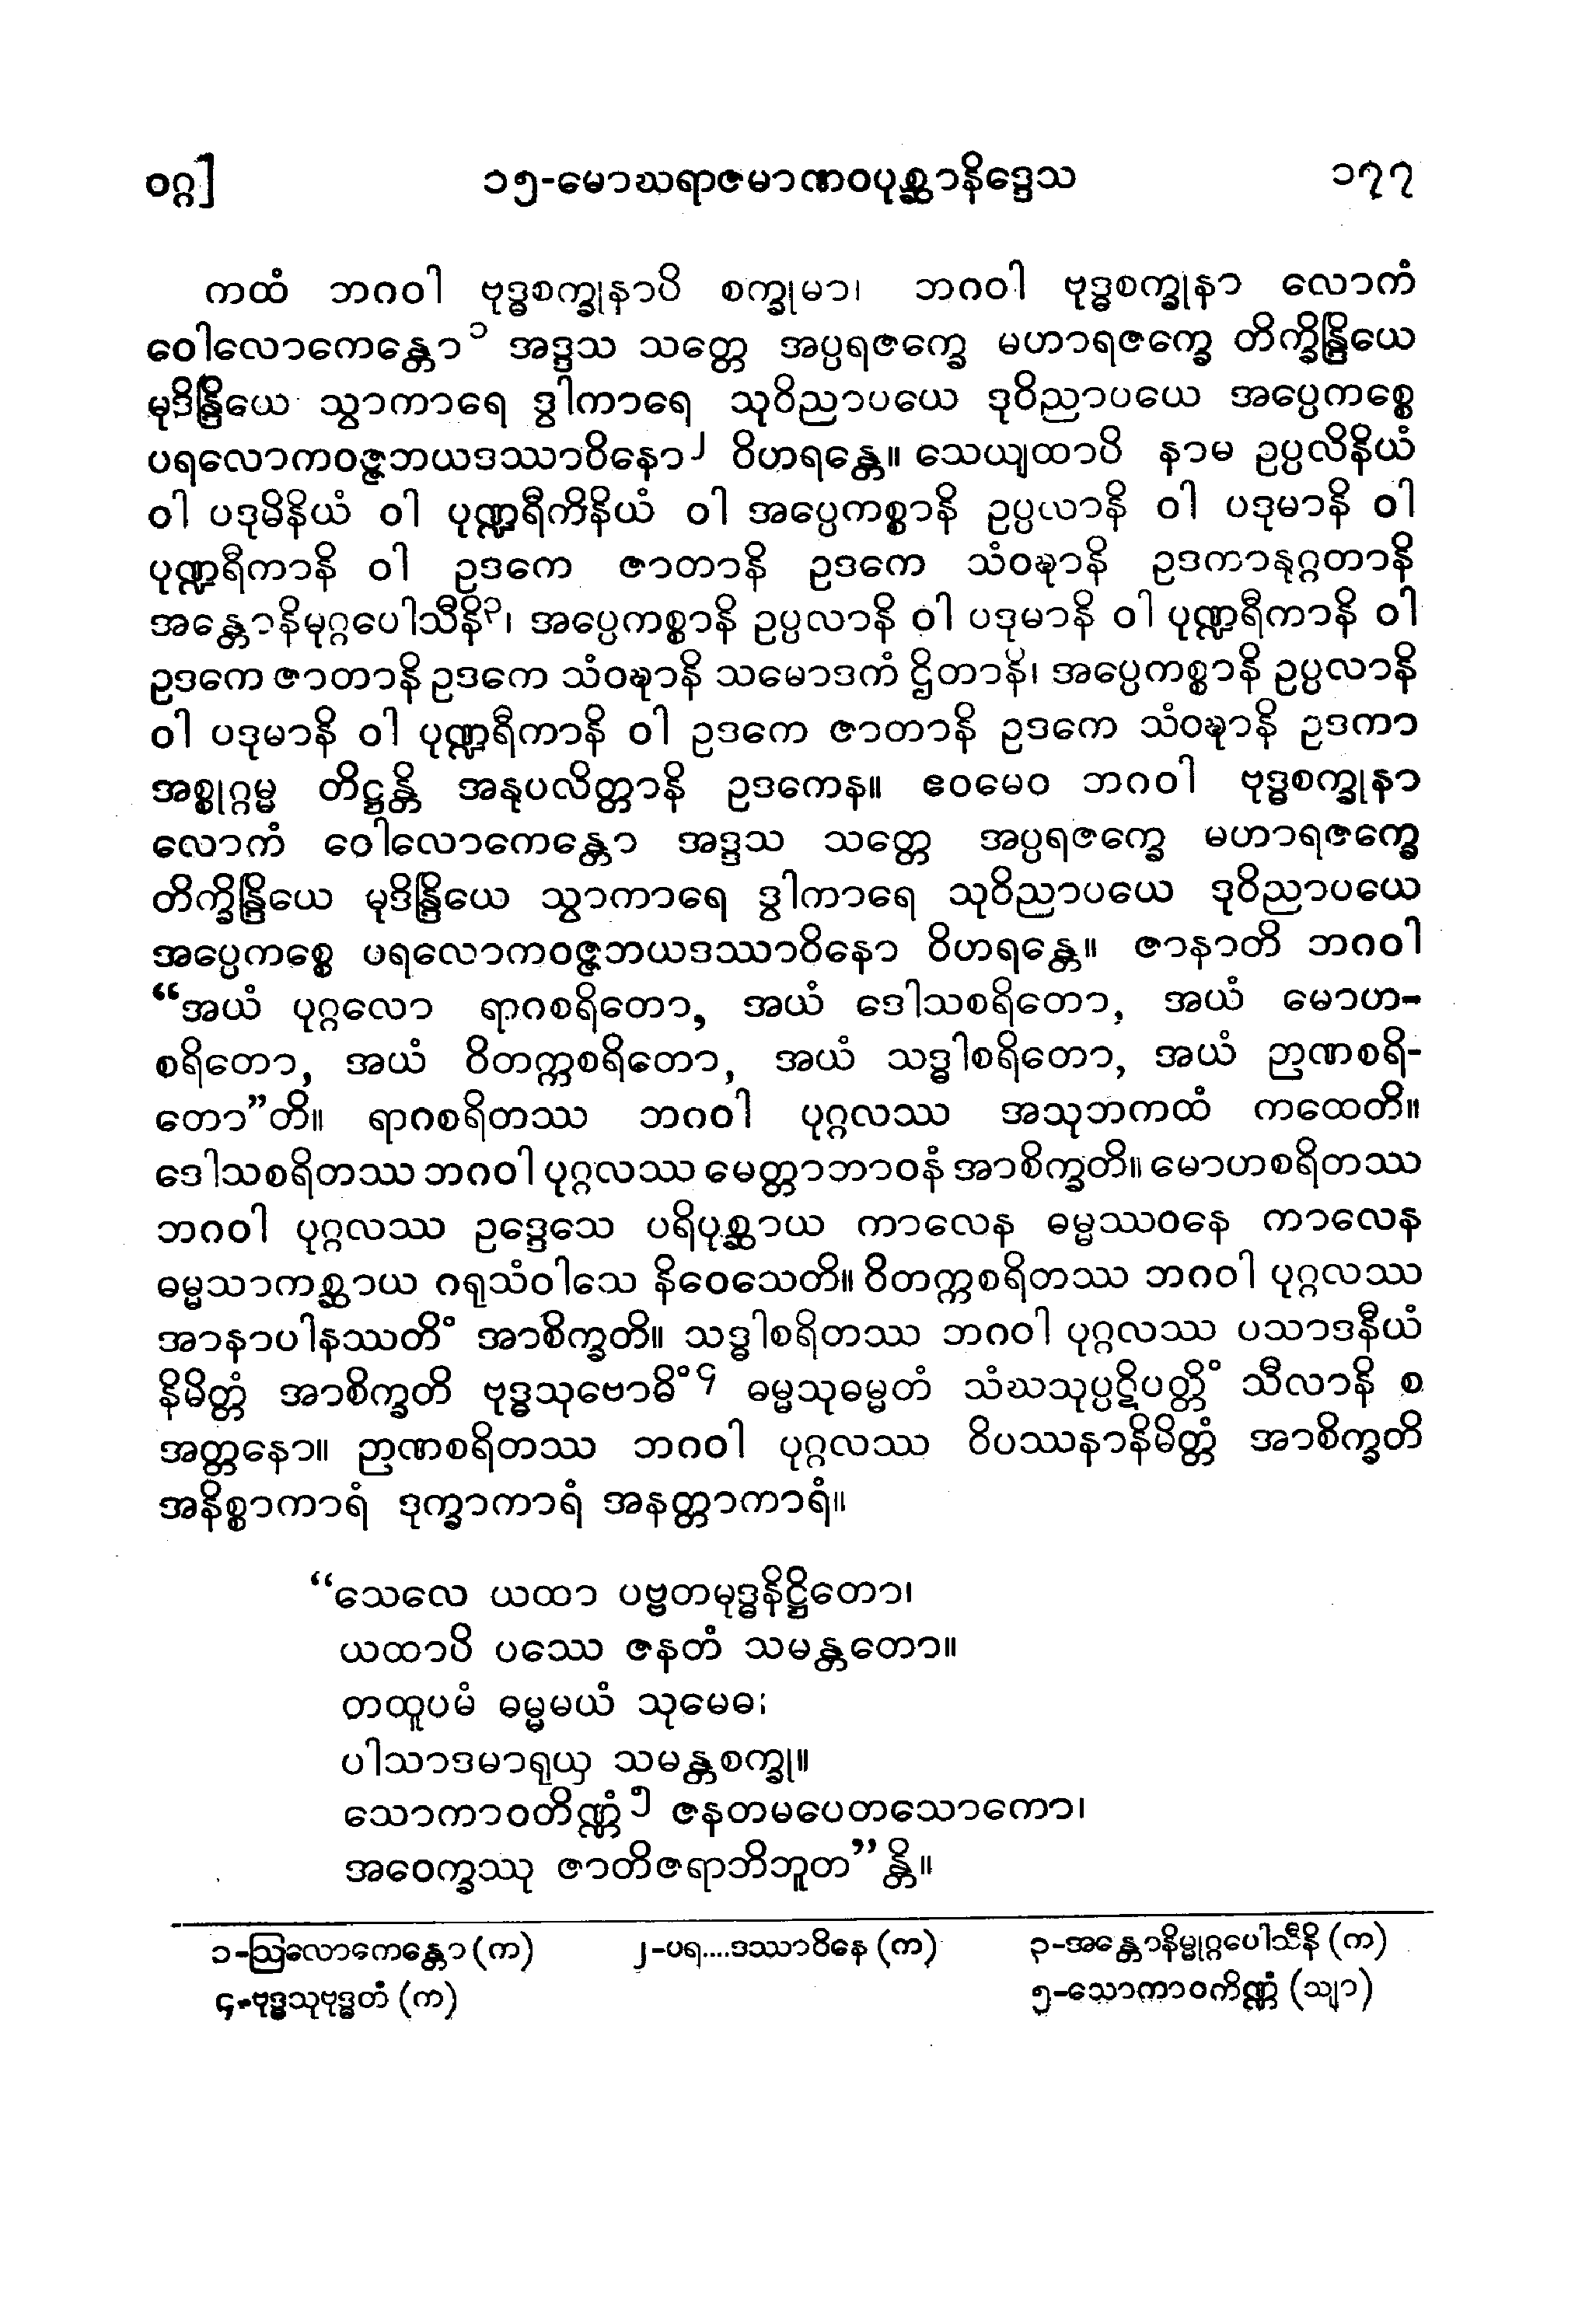 ဝဂ္ဂ] ၁၅-မောဃရာဇမာဏဝပုစ္ဆာနိဒ္ဒေသ ၁၇၇
ကထံ ဘဂဝါ ဗုဒ္ဓစက္ခုနာပိ စက္ခုမာ၊ ဘဂဝါ ဗုဒ္ဓစက္ခုနာ လောကံ
ဝေါလောကေန္တော၁ အဒ္ဒသ သတ္တေ အပ္ပရဇက္ခေ မဟာရဇက္ခေ တိက္ခိန္ဒြိယေ
မုဒိန္ဒြိယေ သွာကာရေ ဒွါကာရေ သုဝိညာပယေ ဒုဝိညာပယေ အပ္ပေကစ္စေ
ပရလောကဝဇ္ဇဘယဒဿာဝိနော၂ ဝိဟရန္တေ။ သေယျထာပိ နာမ ဥပ္ပလိနိယံ
ဝါ ပဒုမိနိယံ ဝါ ပုဏ္ဍရီကိနိယံ ဝါ အပ္ပေကစ္စာနိ ဥပ္ပလာနိ ဝါ ပဒုမာနိ ဝါ
ပုဏ္ဍရီကာနိ ဝါ ဥဒကေ ဇာတာနိ ဥဒကေ သံဝဍ္ဎာနိ ဥဒကာနုဂ္ဂတာနိ
အန္တောနိမုဂ္ဂပေါသီနိ၃၊ အပ္ပေကစ္စာနိ ဥပ္ပလာနိ ဝါ ပဒုမာနိ ဝါ ပုဏ္ဍရီကာနိ ဝါ
ဥဒကေ ဇာတာနိ ဥဒကေ သံဝဍ္ဎာနိ သမောဒကံ ဌိတာနိ၊ အပ္ပေကစ္စာနိ ဥပ္ပလာနိ
ဝါ ပဒုမာနိ ဝါ ပုဏ္ဍရီကာနိ ဝါ ဥဒကေ ဇာတာနိ ဥဒကေ သံဝဍ္ဎာနိ ဥဒကာ
အစ္စုဂ္ဂမ္မ တိဋ္ဌန္တိ အနုပလိတ္တာနိ ဥဒကေန။ ဧဝမေဝ ဘဂဝါ ဗုဒ္ဓစက္ခုနာ
လောကံ ဝေါလောကေန္တော အဒ္ဒသ သတ္တေ အပ္ပရဇက္ခေ မဟာရဇက္ခေ
တိက္ခိန္ဒြိယေ မုဒိန္ဒြိယေ သွာကာရေ ဒွါကာရေ သုဝိညာပယေ ဒုဝိညာပယေ
အပ္ပေကစ္စေ ပရလောကဝဇ္ဇဘယဒဿာဝိနော ဝိဟရန္တေ။ ဇာနာတိ ဘဂဝါ
“အယံ ပုဂ္ဂလော ရာဂစရိတော, အယံ ဒေါသစရိတော, အယံ မောဟ-
စရိတော, အယံ ဝိတက္ကစရိတော, အယံ သဒ္ဓါစရိတော, အယံ ဉာဏစရိ-
တော”တိ။ ရာဂစရိတဿ ဘဂဝါ ပုဂ္ဂလဿ အသုဘကထံ ကထေတိ။
ဒေါသစရိတဿ ဘဂဝါ ပုဂ္ဂလဿ မေတ္တာဘာဝနံ အာစိက္ခတိ။ မောဟစရိတဿ
ဘဂဝါ ပုဂ္ဂလဿ ဥဒ္ဒေသေ ပရိပုစ္ဆာယ ကာလေန ဓမ္မဿဝနေ ကာလေန
ဓမ္မသာကစ္ဆာယ ဂရုသံဝါသေ နိဝေသေတိ။ ဝိတက္ကစရိတဿ ဘဂဝါ ပုဂ္ဂလဿ
အာနာပါနဿတိံ အာစိက္ခတိ။ သဒ္ဓါစရိတဿ ဘဂဝါ ပုဂ္ဂလဿ ပသာဒနီယံ
နိမိတ္တံ အာစိက္ခတိ ဗုဒ္ဓသုဗောဓိံ၄ ဓမ္မသုဓမ္မတံ သံဃသုပ္ပဋိပတ္တိံ သီလာနိ စ
အတ္တနော။ ဉာဏစရိတဿ ဘဂဝါ ပုဂ္ဂလဿ ဝိပဿနာနိမိတ္တံ အာစိက္ခတိ
အနိစ္စာကာရံ ဒုက္ခာကာရံ အနတ္တာကာရံ။
“သေလေ ယထာ ပဗ္ဗတမုဒ္ဓနိဋ္ဌိတော၊
ယထာပိ ပဿေ ဇနတံ သမန္တတော။
တထူပမံ ဓမ္မမယံ သုမေဓ၊
ပါသာဒမာရုယှ သမန္တစက္ခု။
သောကာဝတိဏ္ဏံ၅ ဇနတမပေတသောကော၊
အဝေက္ခဿု ဇာတိဇရာဘိဘူတ”န္တိ။
၁-ဩလောကေန္တော (က) ၂-ပရ....ဒဿာဝိနေ (က) ၃-အန္တောနိမ္မုဂ္ဂပေါသီနိ (က)
၄-ဗုဒ္ဓသုဗုဒ္ဓတံ (က) ၅-သောကာဝကိဏ္ဏံ (သျာ)